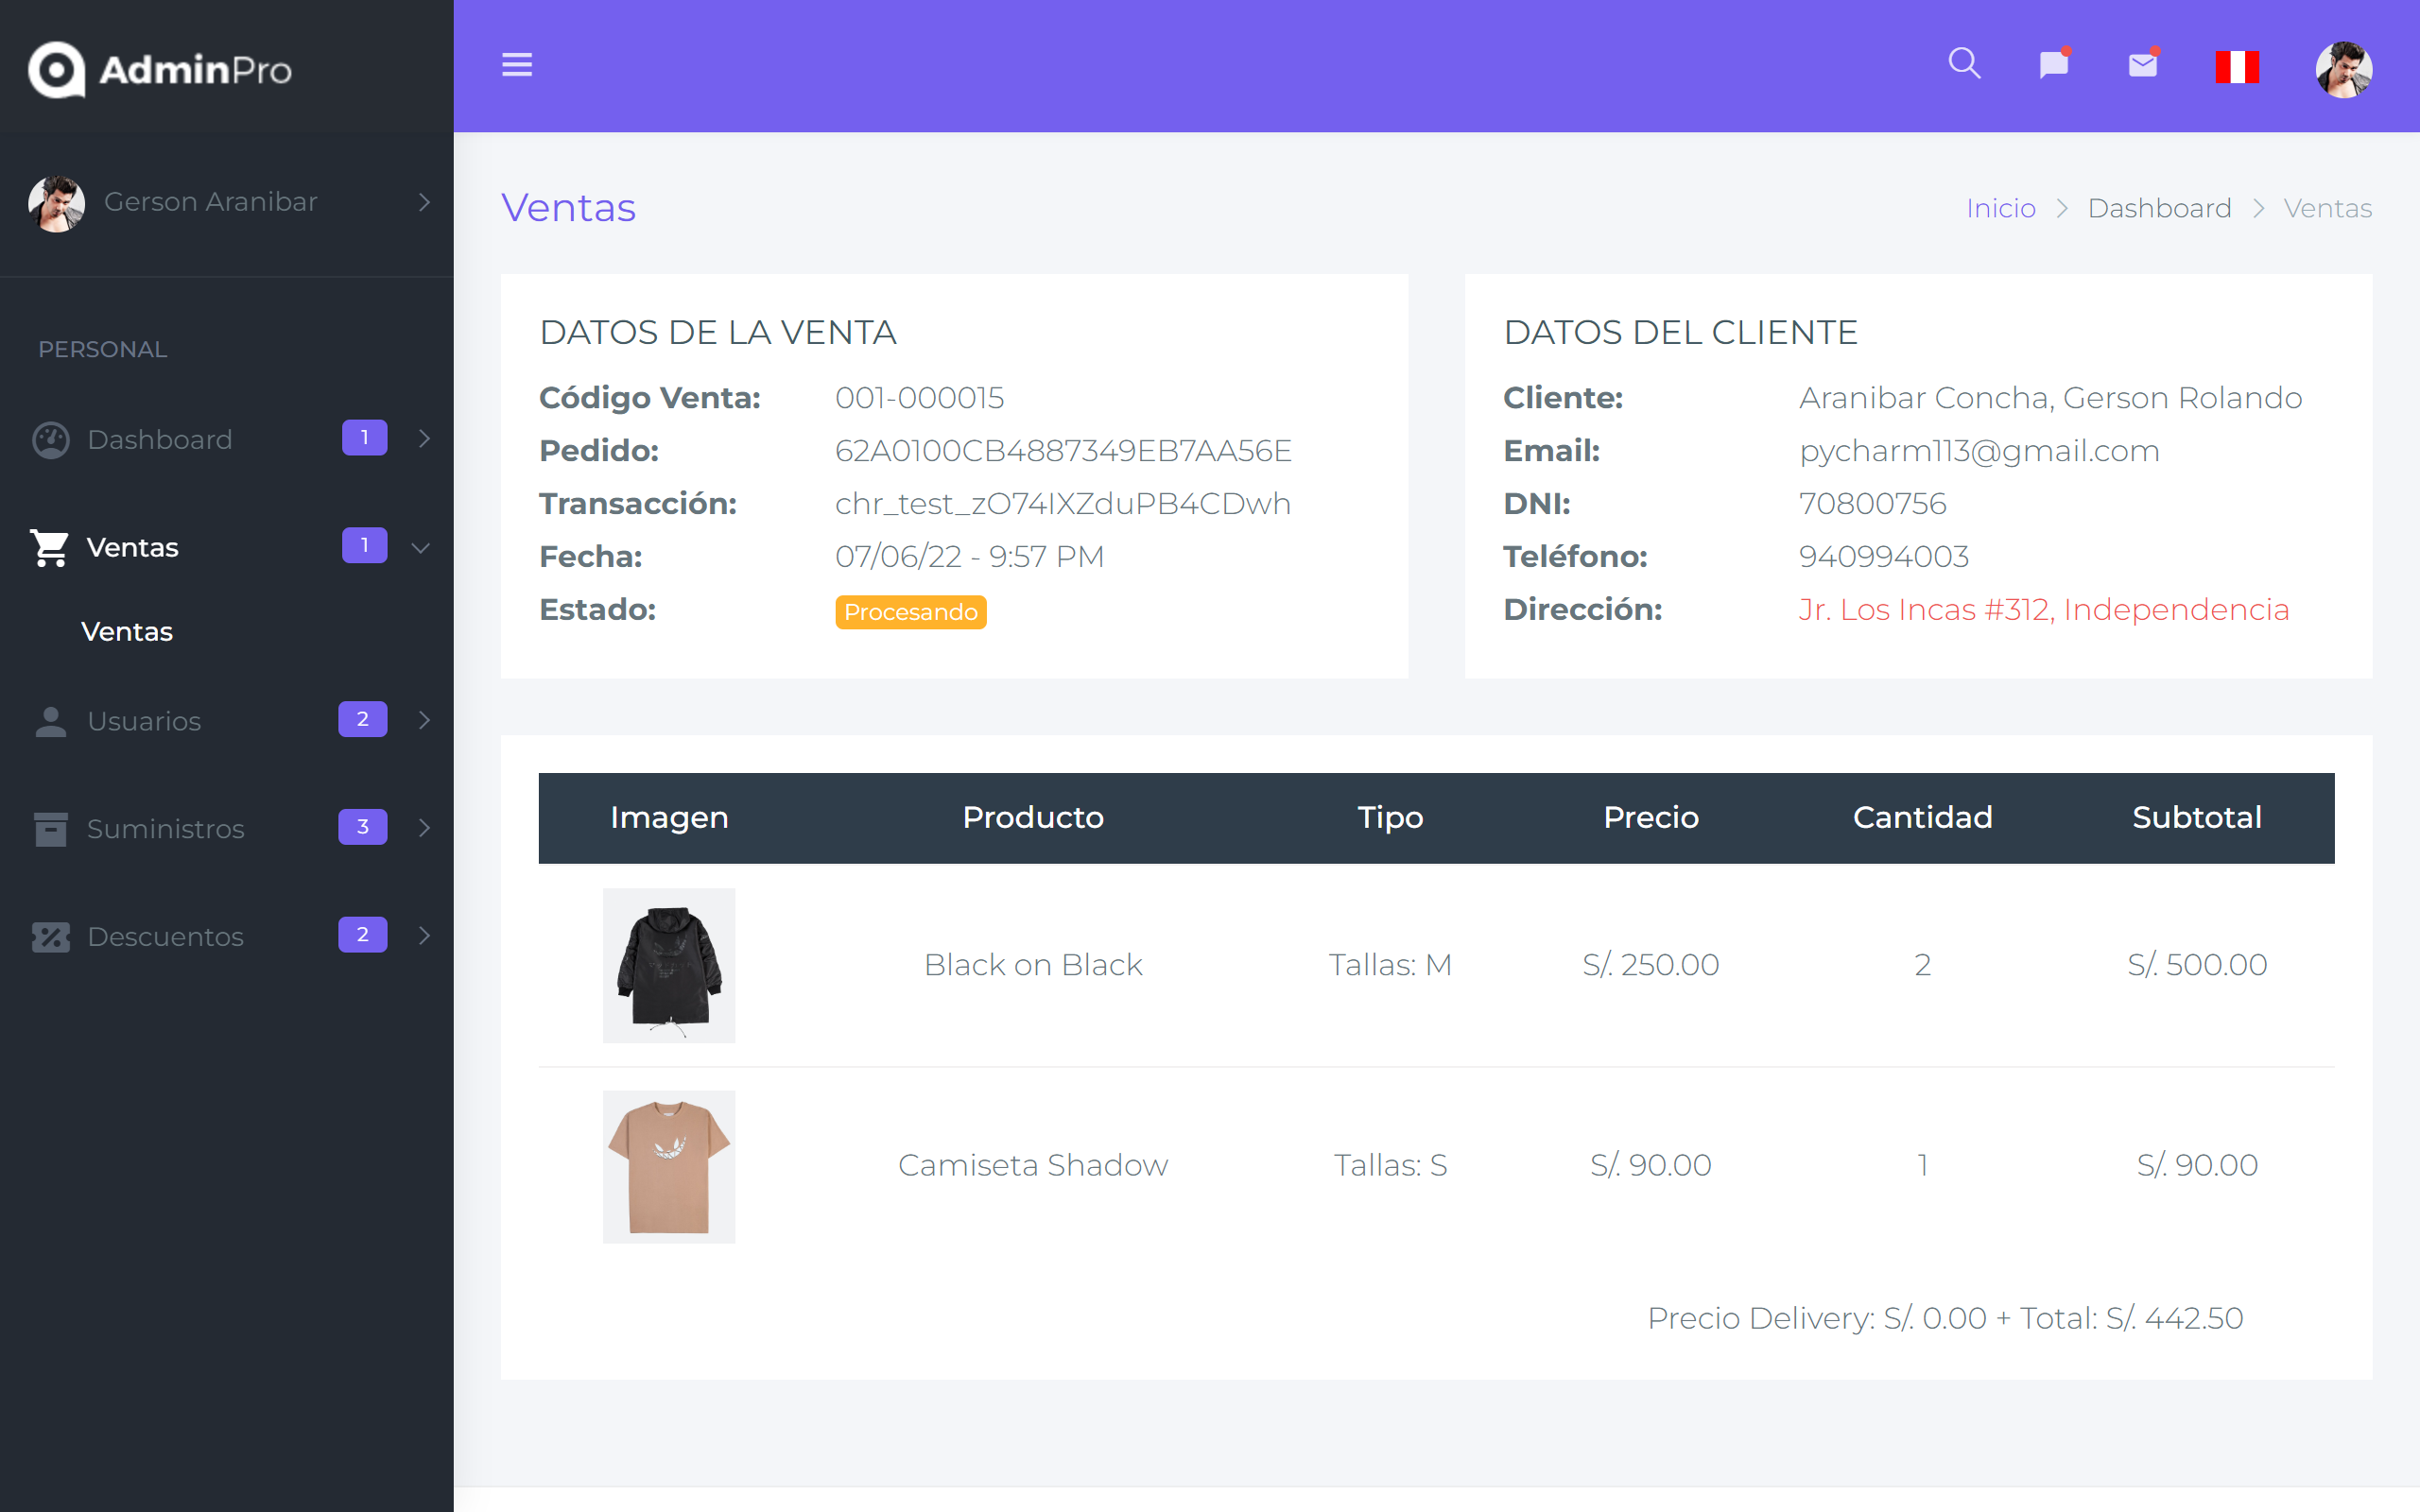 AdminPro
Gerson Aranibar
PERSONAL
Dashboard 1
Ventas 1
Ventas
Usuarios 2
Suministros 3
Descuentos 2
Ventas
Inicio > Dashboard > Ventas
DATOS DE LA VENTA
Código Venta: 001-000015
Pedido: 62A0100CB4887349EB7AA56E
Transacción: chr_test_zO74IXZduPB4CDwh
Fecha: 07/06/22 - 9:57 PM
Estado: Procesando
DATOS DEL CLIENTE
Cliente: Aranibar Concha, Gerson Rolando
Email: pycharm113@gmail.com
DNI: 70800756
Teléfono: 940994003
Dirección: Jr. Los Incas #312, Independencia
Imagen Producto Tipo Precio Cantidad Subtotal
Black on Black Tallas: M S/. 250.00 2 S/. 500.00
Camiseta Shadow Tallas: S S/. 90.00 1 S/. 90.00
Precio Delivery: S/. 0.00 + Total: S/. 442.50